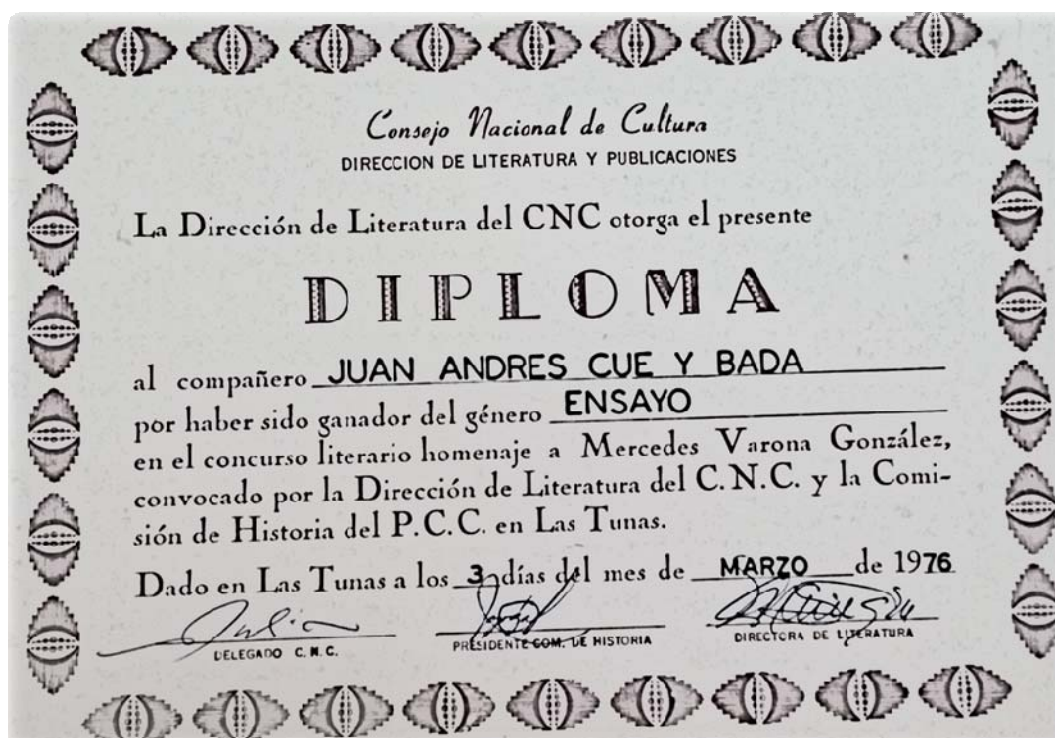 Consejo Nacional de Cultura
DIRECCION DE LITERATURA Y PUBLICACIONES
La Dirección de Literatura del CNC otorga el presente
DIPLOMA
al compañero JUAN ANDRES CUE Y BADA
por haber sido ganador del género ENSAYO
en el concurso literario homenaje a Mercedes Varona González,
convocado por la Dirección de Literatura del C.N.C. y la Comi-
sión de Historia del P.C.C. en Las Tunas.
Dado en Las Tunas a los 3 días del mes de MARZO de 1976
DELEGADO C.N.C.
PRESIDENTE COM. DE HISTORIA
DIRECTORA DE LITERATURA